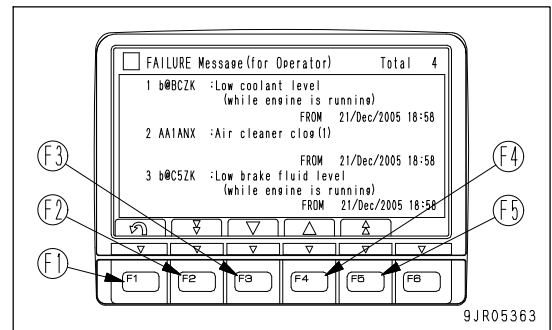 FAILURE Message(for Operator) Total 4
1 b@BCZK :Low coolant level
(while engine is running)
FROM 21/Dec/2005 18:58
2 AA1ANX :Air cleaner clog(1)
FROM 21/Dec/2005 18:58
3 b@C5ZK :Low brake fluid level
(while engine is running)
FROM 21/Dec/2005 18:58
F3
F4
F2
F5
F1
F1 F2 F3 F4 F5 F6
9JR05363